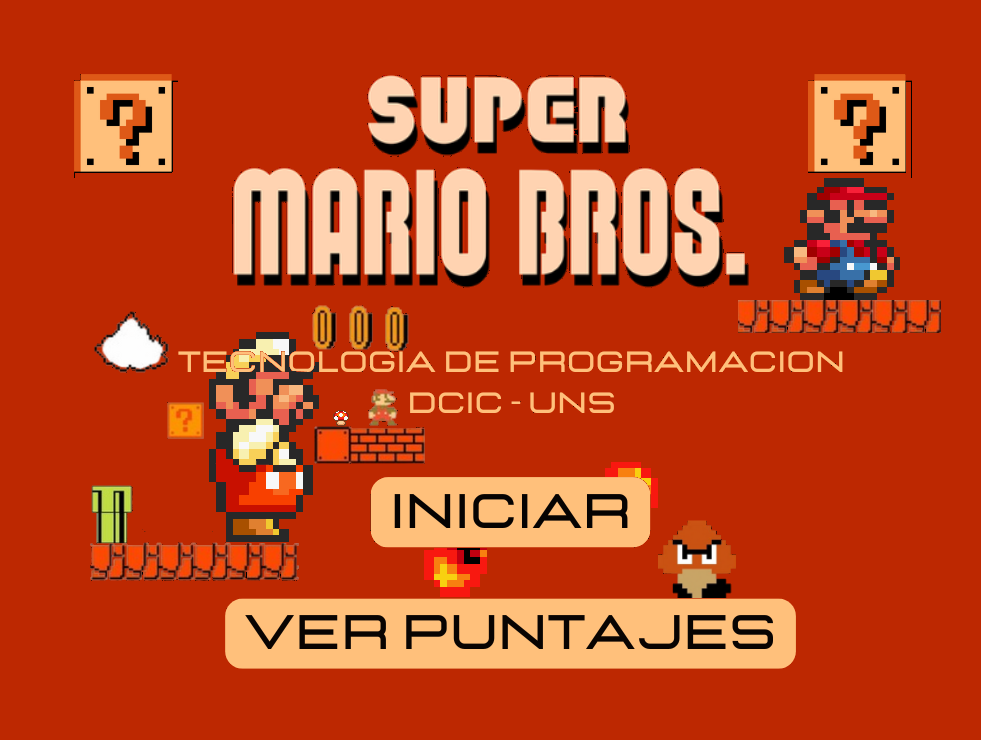 ?
?
SUPER
MARIO BROS.
TECNOLOGIA DE PROGRAMACION
DCIC - UNS
?
INICIAR
VER PUNTAJES